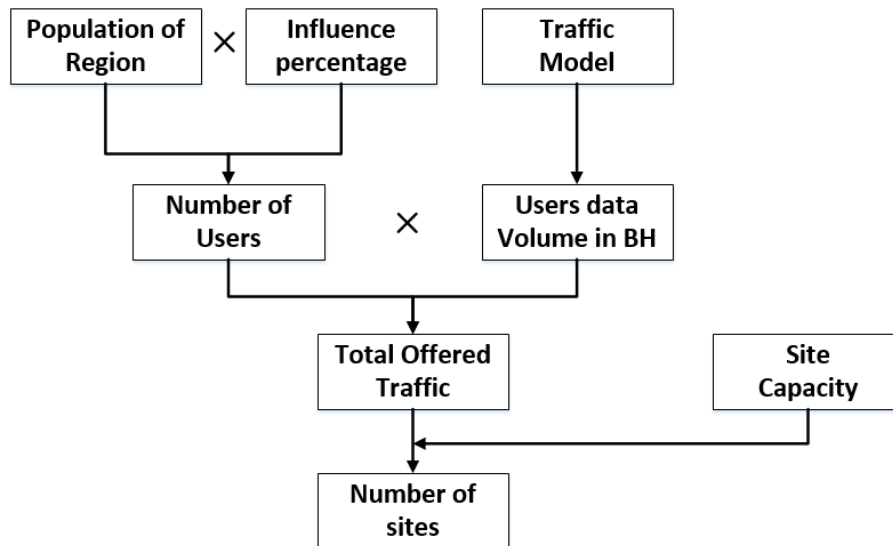 Population of
Region
×
Influence
percentage
Traffic
Model
Number of
Users
×
Users data
Volume in BH
Total Offered
Traffic
Site
Capacity
Number of
sites